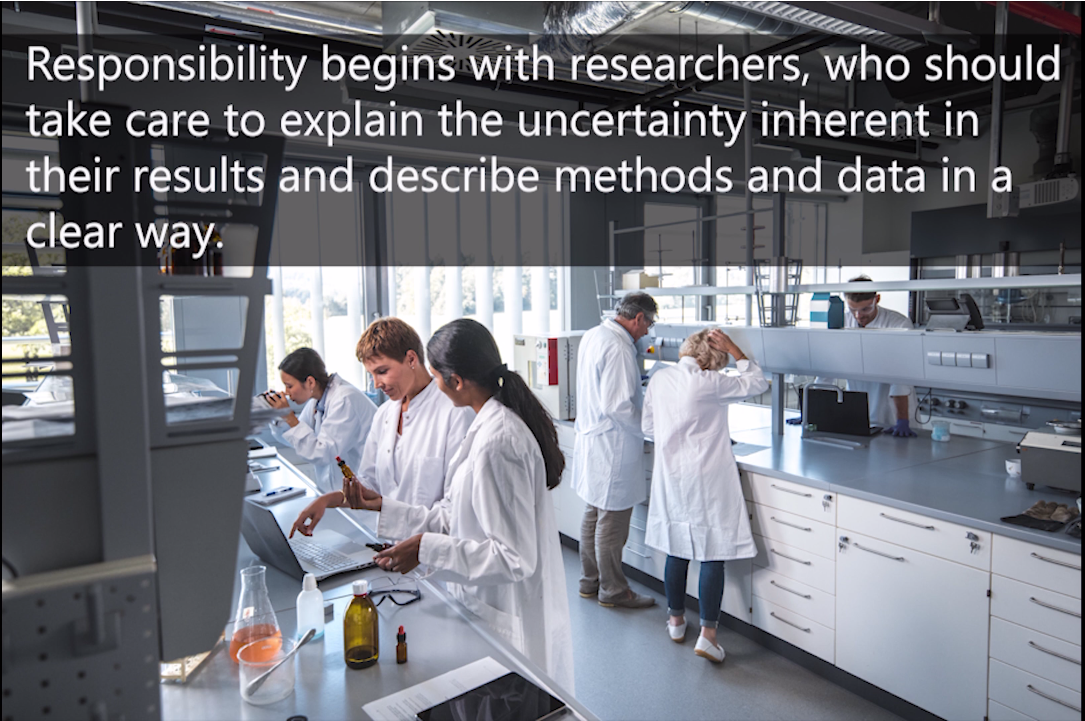 Responsibility begins with researchers, who should
take care to explain the uncertainty inherent in
their results and describe methods and data in a
clear way.